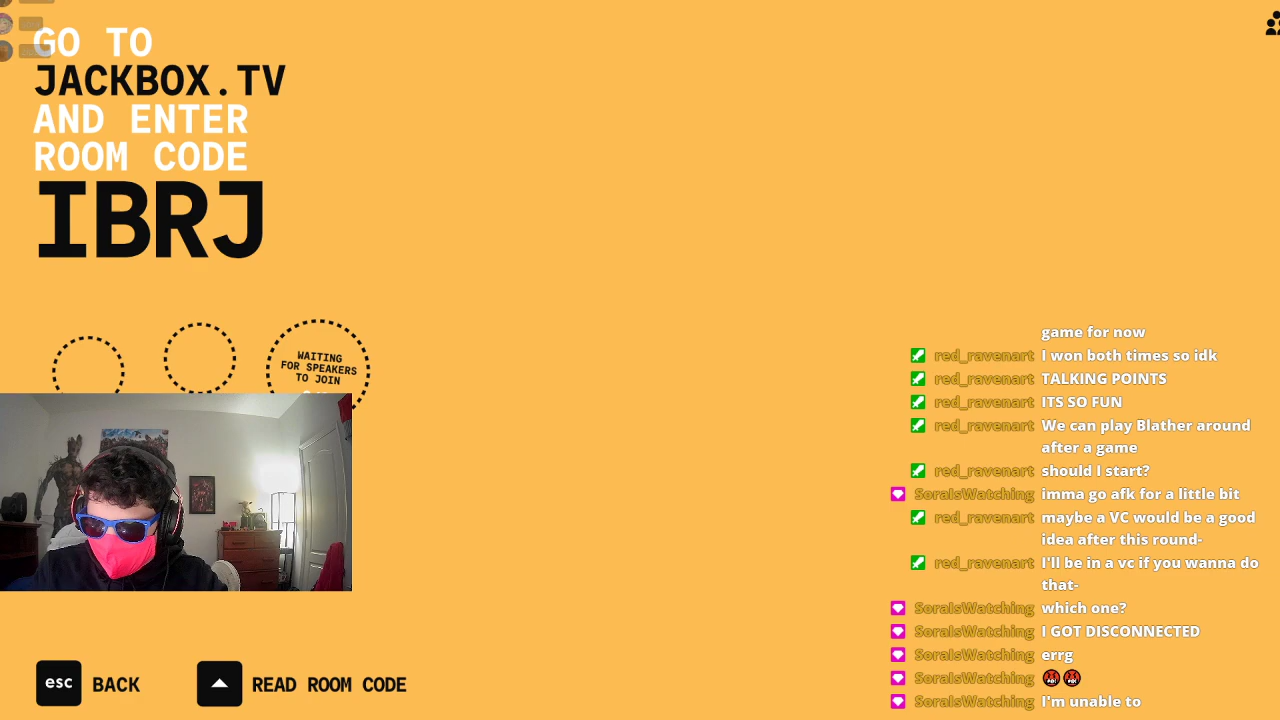 GO TO
JACKBOX.TV
AND ENTER
ROOM CODE
IBRJ
WAITING
FOR SPEAKERS
TO JOIN
esc BACK
READ ROOM CODE
game for now
red_ravenart I won both times so idk
red_ravenart TALKING POINTS
red_ravenart ITS SO FUN
red_ravenart We can play Blather around
after a game
red_ravenart should I start?
SoraIsWatching imma go afk for a little bit
red_ravenart maybe a VC would be a good
idea after this round-
red_ravenart I'll be in a vc if you wanna do
that-
SoraIsWatching which one?
SoraIsWatching I GOT DISCONNECTED
SoraIsWatching errg
SoraIsWatching
SoraIsWatching I'm unable to